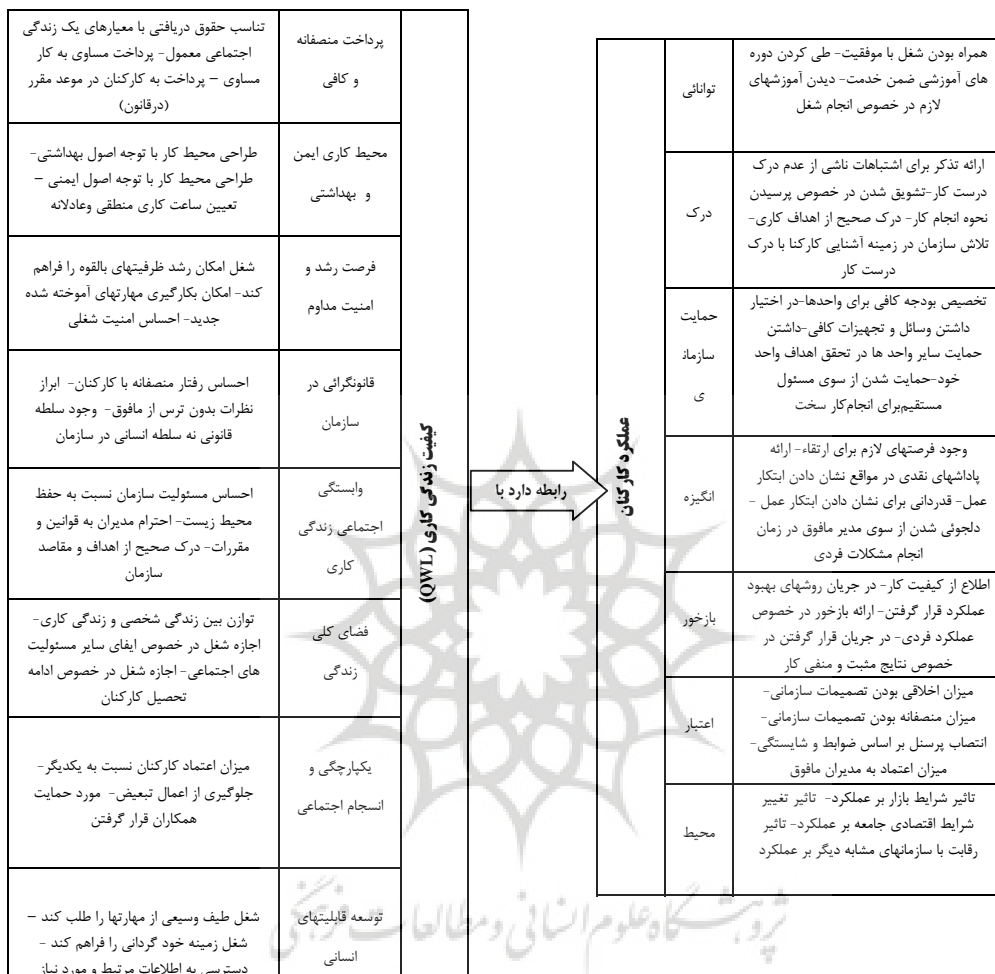 تناسب حقوق دریافتی با معیارهای یک زندگی
اجتماعی معمول- پرداخت مساوی به کار
مساوی – پرداخت به کارکنان در موعد مقرر
(درقانون)
پرداخت منصفانه
و کافی
طراحی محیط کار با توجه اصول بهداشتی-
طراحی محیط کار با توجه اصول ایمنی –
تعیین ساعت کاری منطقی وعادلانه
محیط کاری ایمن
و بهداشتی
شغل امکان رشد ظرفیتهای بالقوه را فراهم
کند- امکان بکارگیری مهارتهای آموخته شده
جدید- احساس امنیت شغلی
فرصت رشد و
امنیت مداوم
احساس رفتار منصفانه با کارکنان- ابراز
نظرات بدون ترس از مافوق- وجود سلطه
قانونی نه سلطه انسانی در سازمان
قانونگرائی در
سازمان
احساس مسئولیت سازمان نسبت به حفظ
محیط زیست- احترام مدیران به قوانین و
مقررات- درک صحیح از اهداف و مقاصد
سازمان
وابستگی
اجتماعی زندگی
کاری
توازن بین زندگی شخصی و زندگی کاری-
اجازه شغل در خصوص ایفای سایر مسئولیت
های اجتماعی- اجازه شغل در خصوص ادامه
تحصیل کارکنان
فضای کلی
زندگی
میزان اعتماد کارکنان نسبت به یکدیگر-
جلوگیری از اعمال تبعیض- مورد حمایت
همکاران قرار گرفتن
یکپارچگی و
انسجام اجتماعی
شغل طیف وسیعی از مهارتها را طلب کند –
شغل زمینه خود گردانی را فراهم کند -
دسترسی به اطلاعات مرتبط و مورد نیاز
توسعه قابلیتهای
انسانی
کیفیت زندگی کاری (QWL)
رابطه دارد با
عملکرد کارکنان
توانائی
همراه بودن شغل با موفقیت- طی کردن دوره
های آموزشی ضمن خدمت- دیدن آموزشهای
لازم در خصوص انجام شغل
درک
ارائه تذکر برای اشتباهات ناشی از عدم درک
درست کار-تشویق شدن در خصوص پرسیدن
نحوه انجام کار- درک صحیح از اهداف کاری-
تلاش سازمان در زمینه آشنایی کارکنا با درک
درست کار
حمایت
سازمانـ
ی
تخصیص بودجه کافی برای واحدها-در اختیار
داشتن وسائل و تجهیزات کافی-داشتن
حمایت سایر واحد ها در تحقق اهداف واحد
خود-حمایت شدن از سوی مسئول
مستقیم‌برای انجام‌کار سخت
انگیزه
وجود فرصتهای لازم برای ارتقاء- ارائه
پاداشهای نقدی در مواقع نشان دادن ابتکار
عمل- قدردانی برای نشان دادن ابتکار عمل -
دلجوئی شدن از سوی مدیر مافوق در زمان
انجام مشکلات فردی
بازخور
اطلاع از کیفیت کار- در جریان روشهای بهبود
عملکرد قرار گرفتن- ارائه بازخور در خصوص
عملکرد فردی- در جریان قرار گرفتن در
خصوص نتایج مثبت و منفی کار
اعتبار
میزان اخلاقی بودن تصمیمات سازمانی-
میزان منصفانه بودن تصمیمات سازمانی-
انتصاب پرسنل بر اساس ضوابط و شایستگی-
میزان اعتماد به مدیران مافوق
محیط
تاثیر شرایط بازار بر عملکرد- تاثیر تغییر
شرایط اقتصادی جامعه بر عملکرد- تاثیر
رقابت با سازمانهای مشابه دیگر بر عملکرد
پژوهشگاه علوم انسانی و مطالعات فرهنگی